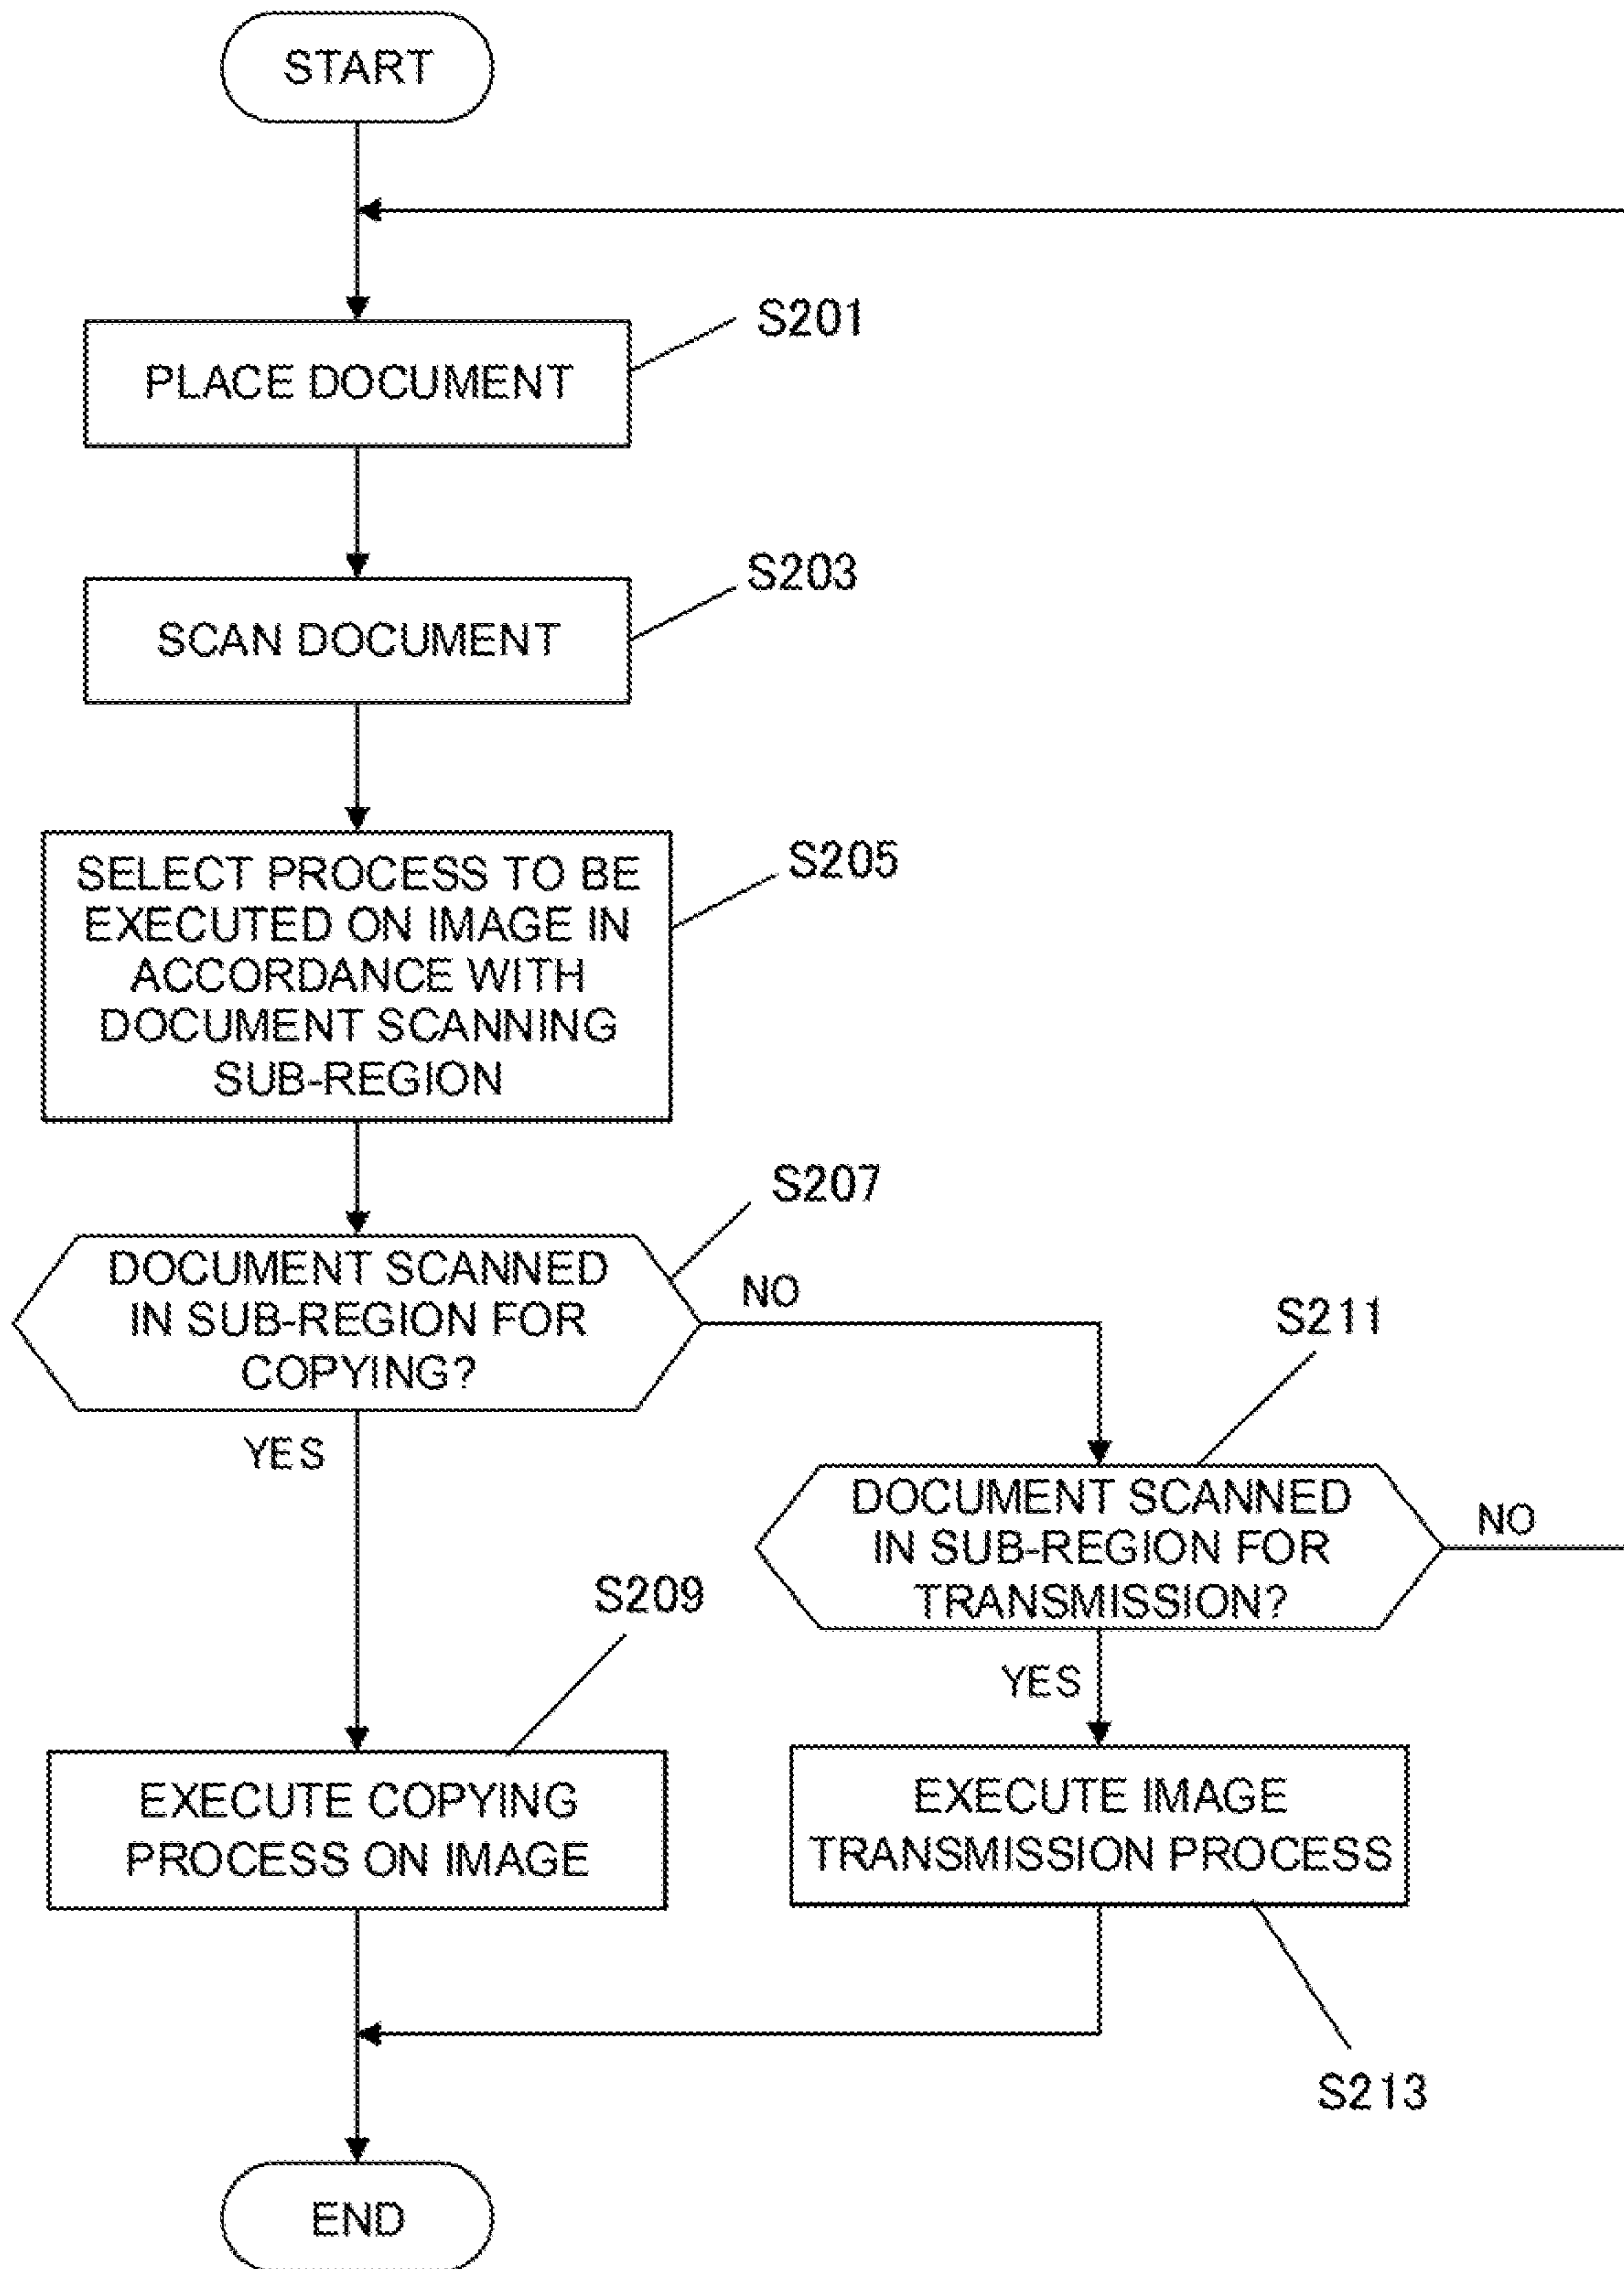 START
S201
PLACE DOCUMENT
S203
SCAN DOCUMENT
S205
SELECT PROCESS TO BE
EXECUTED ON IMAGE IN
ACCORDANCE WITH
DOCUMENT SCANNING
SUB-REGION
S207
DOCUMENT SCANNED
IN SUB-REGION FOR
COPYING?
NO
YES
S211
DOCUMENT SCANNED
IN SUB-REGION FOR
TRANSMISSION?
NO
YES
S209
EXECUTE COPYING
PROCESS ON IMAGE
EXECUTE IMAGE
TRANSMISSION PROCESS
S213
END